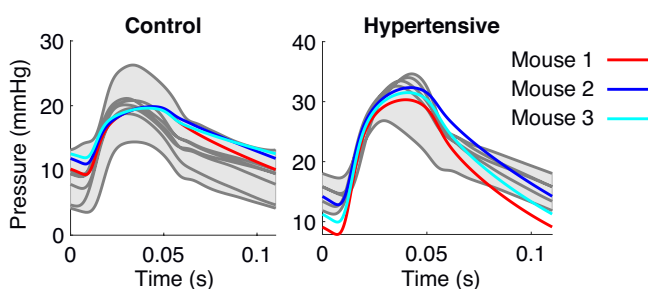 Control
Hypertensive
Pressure (mmHg)
30
20
10
0
0
0.05
0.1
Time (s)
40
30
20
10
0
0.05
0.1
Time (s)
Mouse 1
Mouse 2
Mouse 3